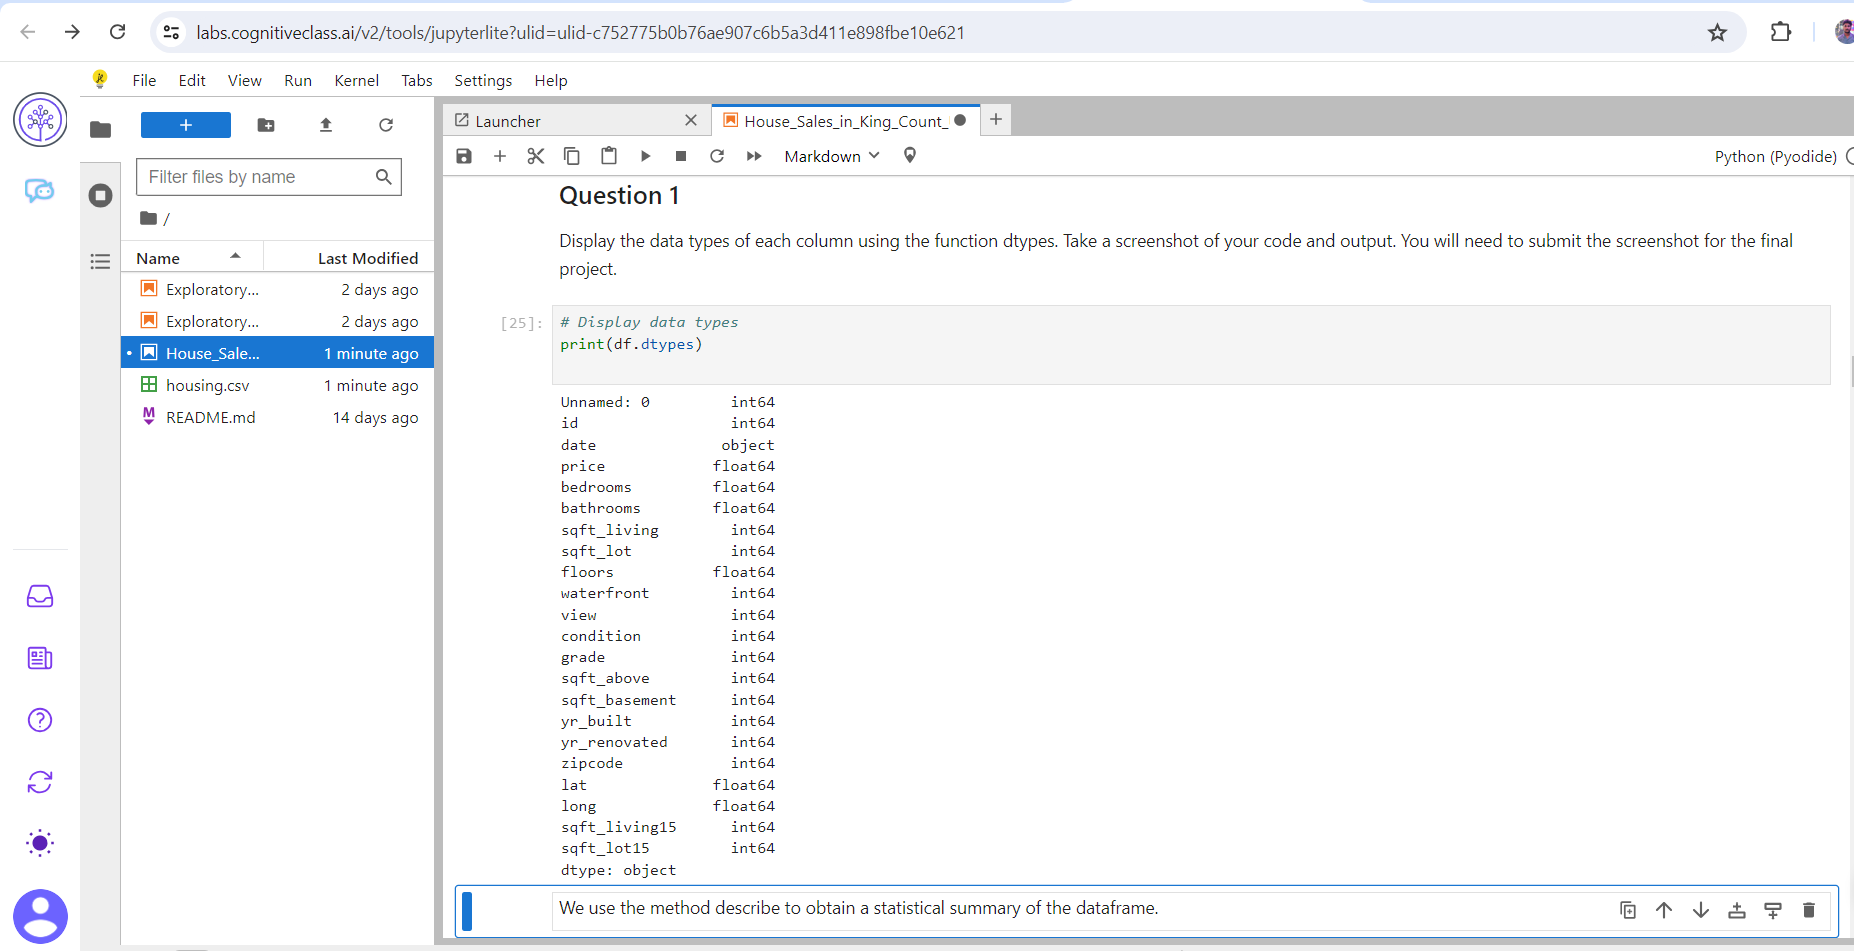 labs.cognitiveclass.ai/v2/tools/jupyterlite?ulid=ulid-c752775b0b76ae907c6b5a3d411e898fbe10e621
File Edit View Run Kernel Tabs Settings Help
Launcher
House_Sales_in_King_Count_
Filter files by name
Markdown
Python (Pyodide)
/
Name Last Modified
Exploratory... 2 days ago
Exploratory... 2 days ago
House_Sale... 1 minute ago
housing.csv 1 minute ago
README.md 14 days ago
Question 1
Display the data types of each column using the function dtypes. Take a screenshot of your code and output. You will need to submit the screenshot for the final
project.
[25]:
# Display data types
print(df.dtypes)
Unnamed: 0 int64
id int64
date object
price float64
bedrooms float64
bathrooms float64
sqft_living int64
sqft_lot int64
floors float64
waterfront int64
view int64
condition int64
grade int64
sqft_above int64
sqft_basement int64
yr_built int64
yr_renovated int64
zipcode int64
lat float64
long float64
sqft_living15 int64
sqft_lot15 int64
dtype: object
We use the method describe to obtain a statistical summary of the dataframe.